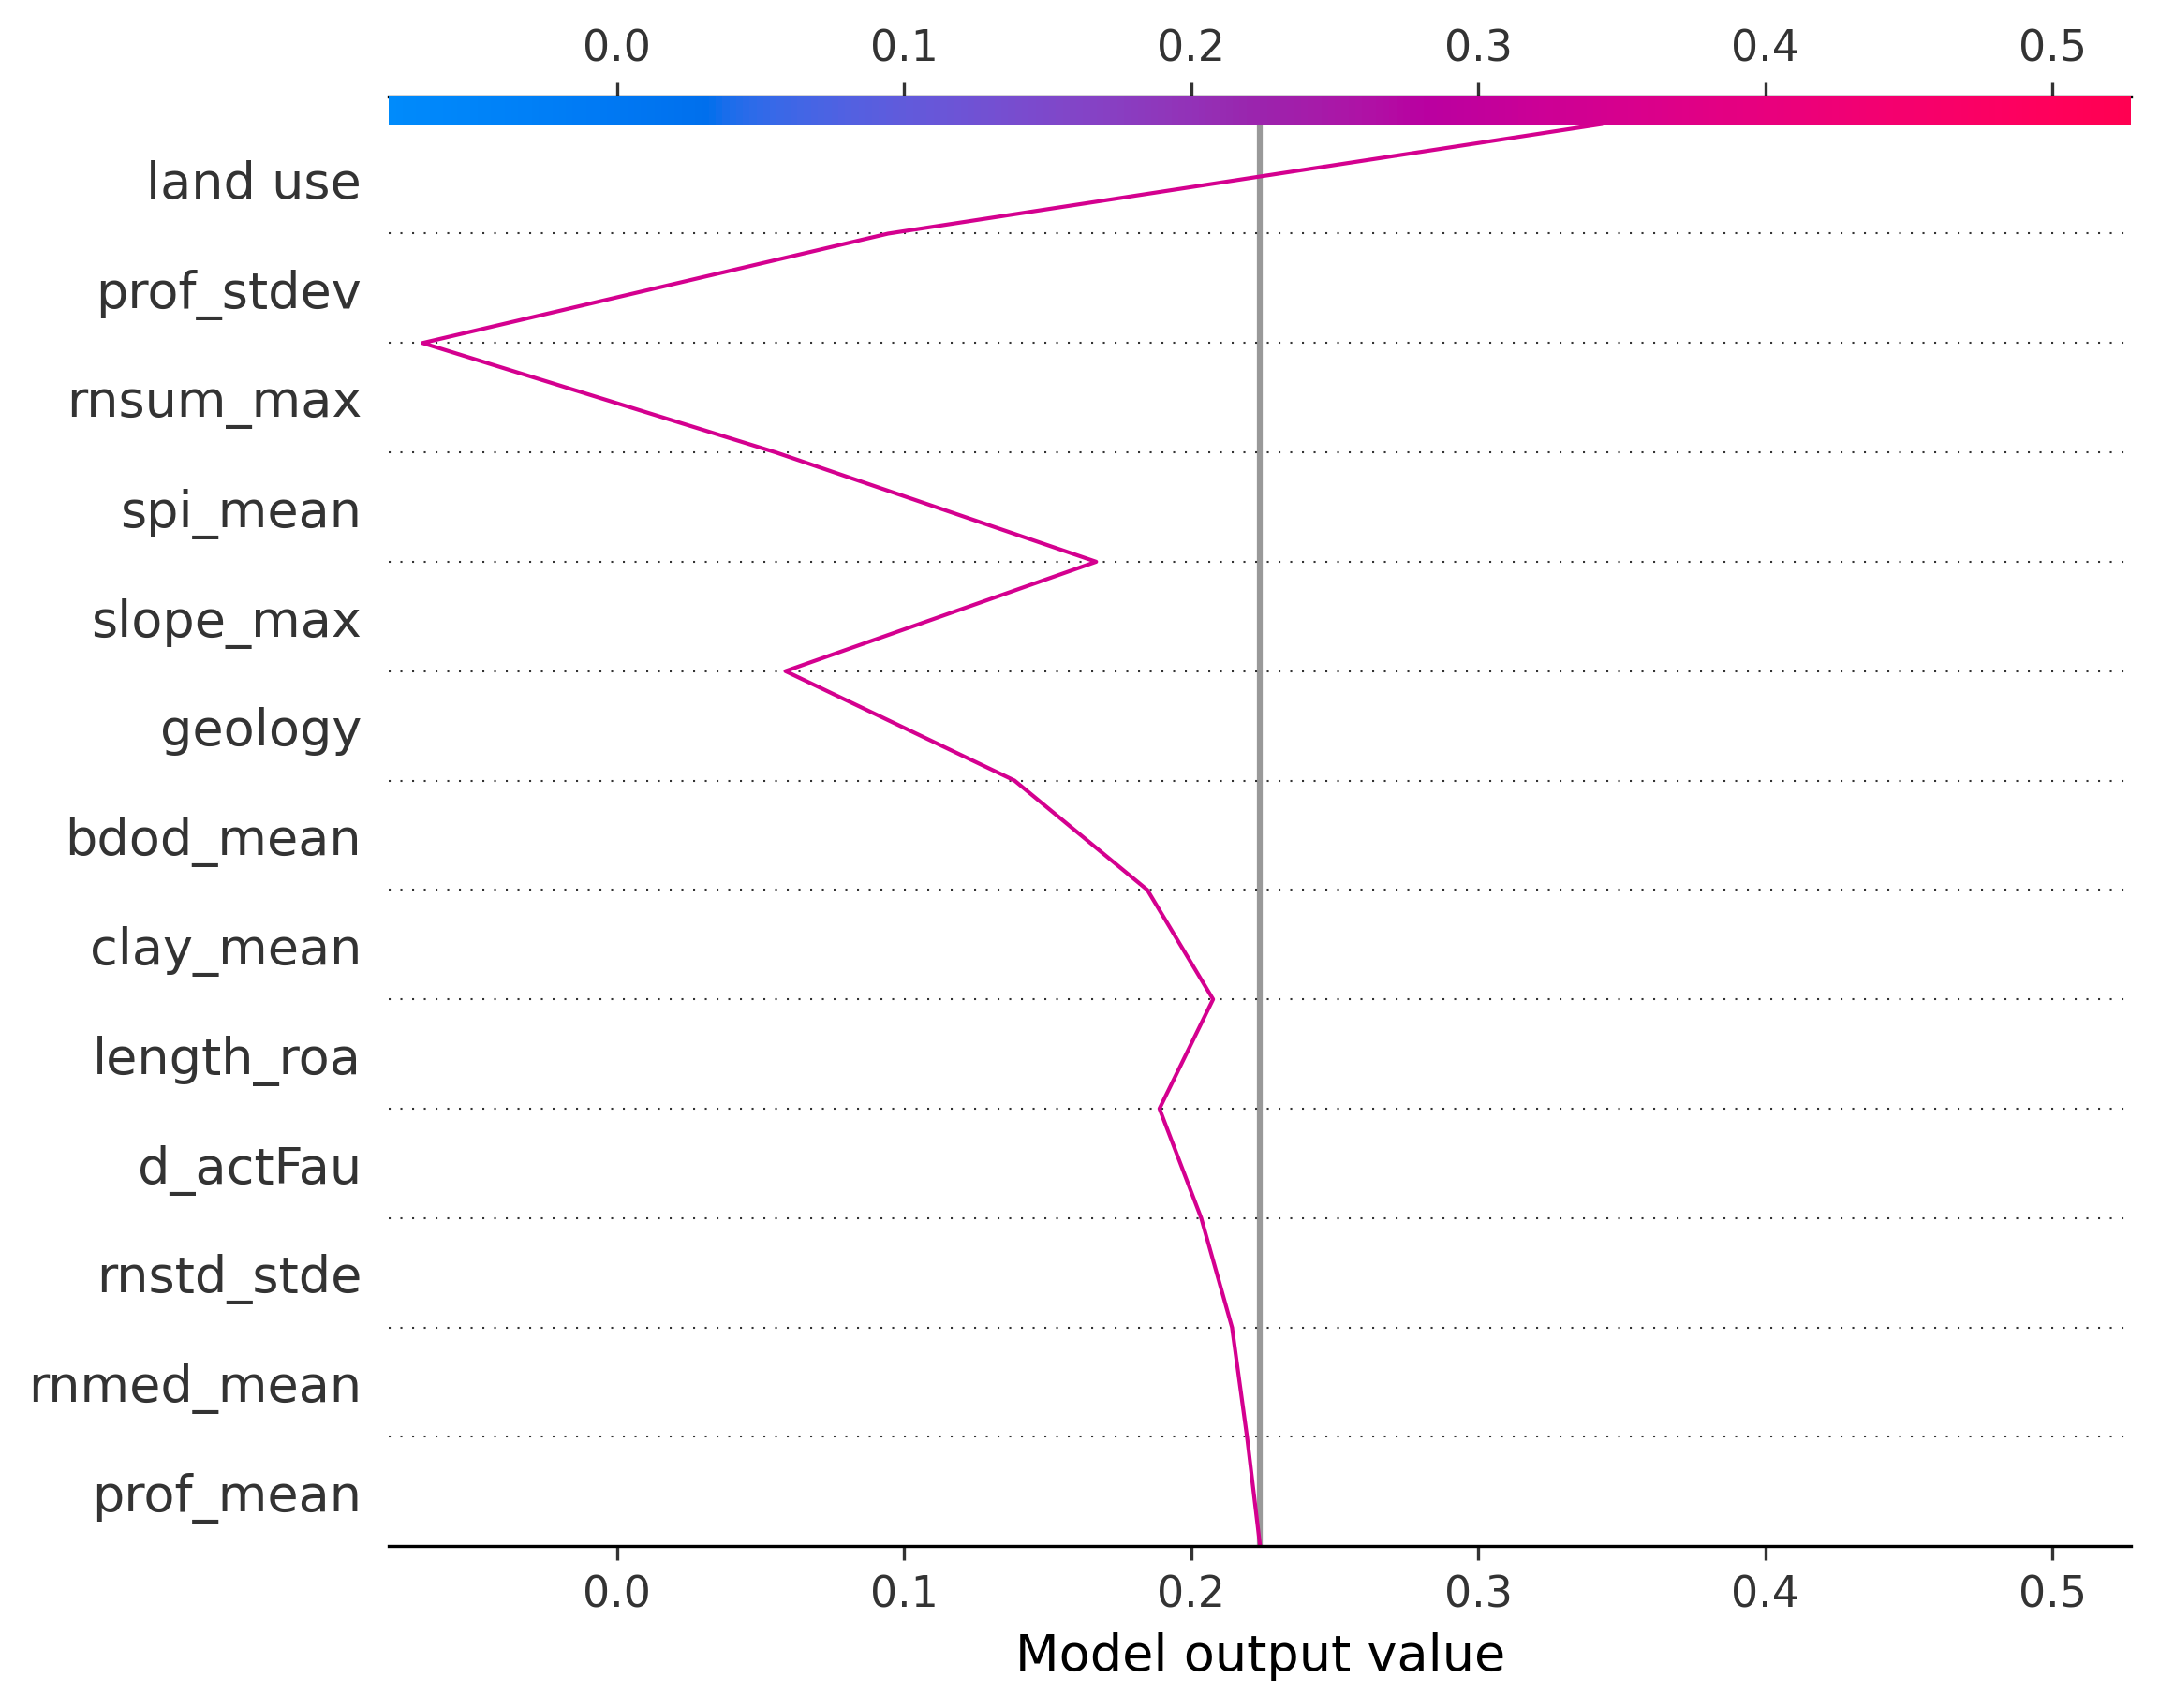 0.0 0.1 0.2 0.3 0.4 0.5
land use
prof_stdev
rnsum_max
spi_mean
slope_max
geology
bdod_mean
clay_mean
length_roa
d_actFau
rnstd_stde
rnmed_mean
prof_mean
0.0 0.1 0.2 0.3 0.4 0.5
Model output value